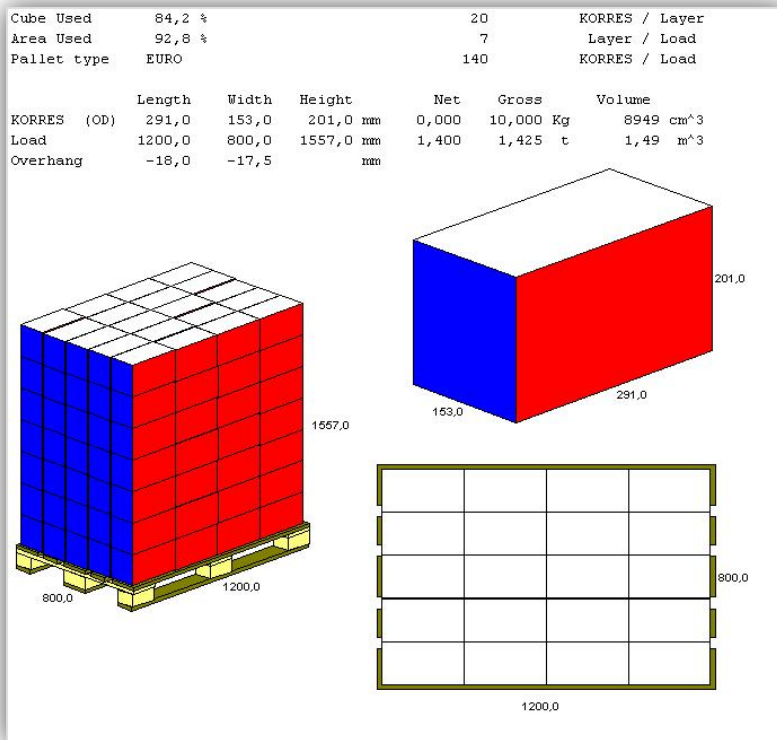 Cube Used 84,2 % 20 KORRES / Layer
Area Used 92,8 % 7 Layer / Load
Pallet type EURO 140 KORRES / Load
Length Width Height Net Gross Volume
KORRES (OD) 291,0 153,0 201,0 mm 0,000 10,000 Kg 8949 cm^3
Load 1200,0 800,0 1557,0 mm 1,400 1,425 t 1,49 m^3
Overhang -18,0 -17,5 mm
201,0
291,0
153,0
1557,0
800,0
1200,0
800,0
1200,0